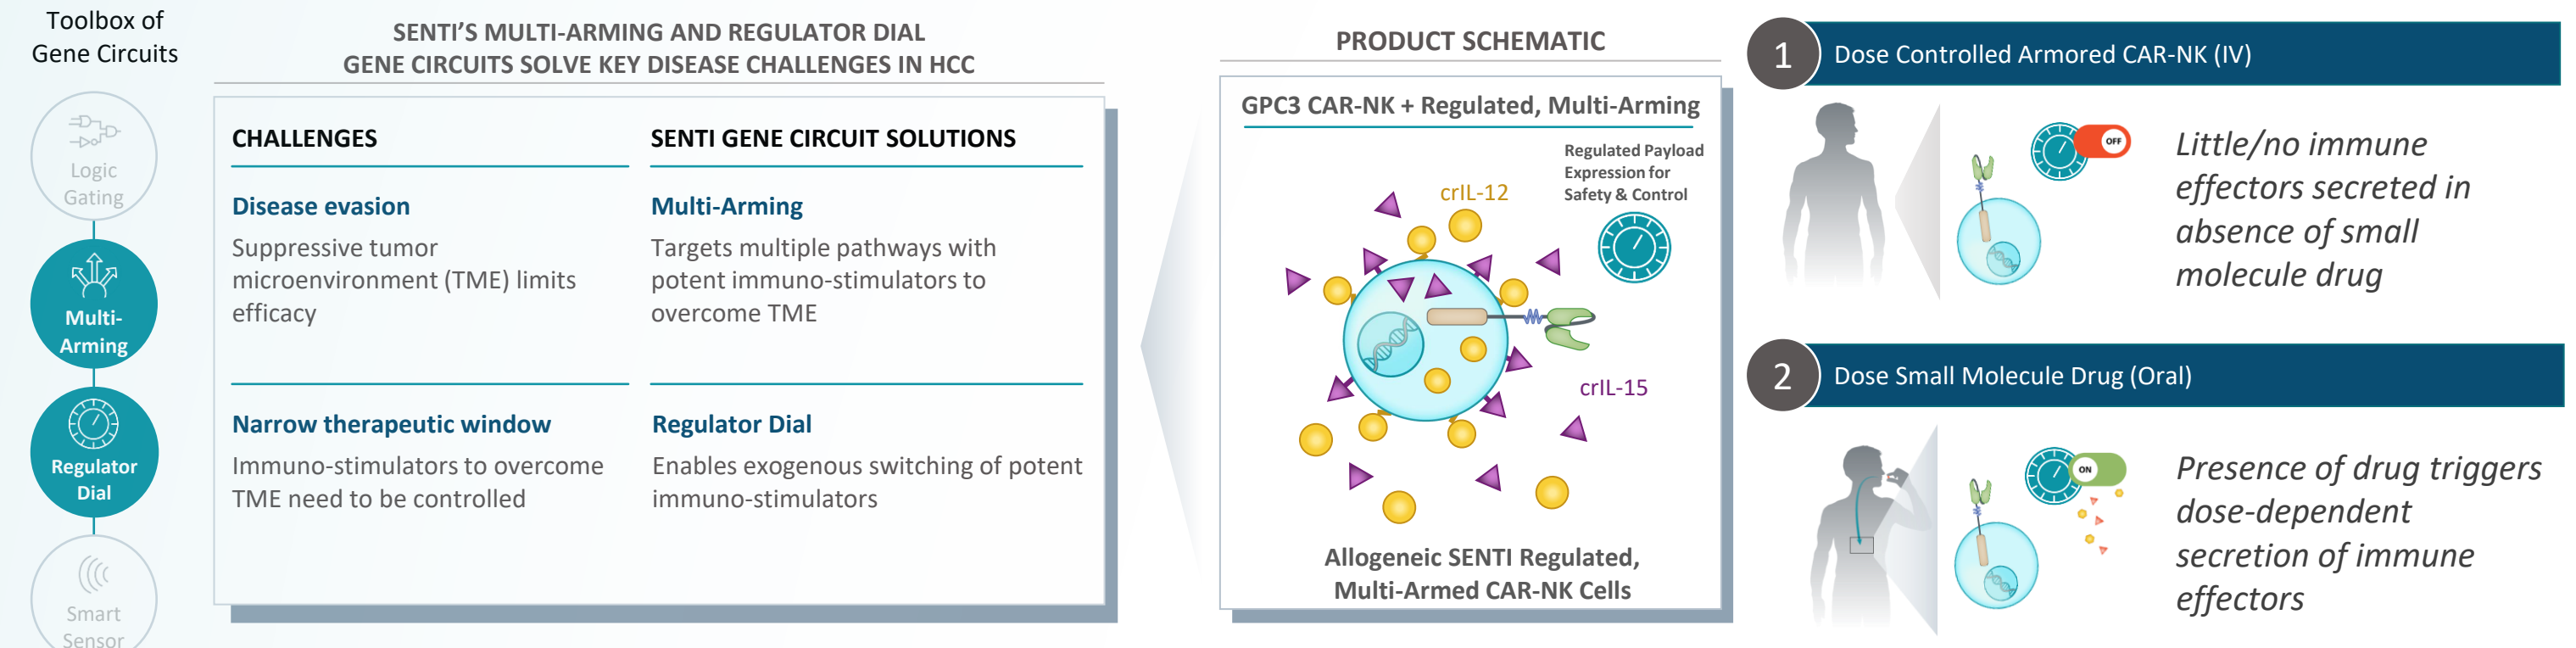 Toolbox of
Gene Circuits
Logic
Gating
Multi-
Arming
Regulator
Dial
Smart
Sensor
SENTI'S MULTI-ARMING AND REGULATOR DIAL
GENE CIRCUITS SOLVE KEY DISEASE CHALLENGES IN HCC
CHALLENGES
SENTI GENE CIRCUIT SOLUTIONS
Disease evasion
Suppressive tumor
microenvironment (TME) limits
efficacy
Multi-Arming
Targets multiple pathways with
potent immuno-stimulators to
overcome TME
Narrow therapeutic window
Immuno-stimulators to overcome
TME need to be controlled
Regulator Dial
Enables exogenous switching of potent
immuno-stimulators
PRODUCT SCHEMATIC
GPC3 CAR-NK + Regulated, Multi-Arming
Regulated Payload
Expression for
Safety & Control
crIL-12
crIL-15
Allogeneic SENTI Regulated,
Multi-Armed CAR-NK Cells
1
Dose Controlled Armored CAR-NK (IV)
OFF
Little/no immune
effectors secreted in
absence of small
molecule drug
2
Dose Small Molecule Drug (Oral)
ON
Presence of drug triggers
dose-dependent
secretion of immune
effectors